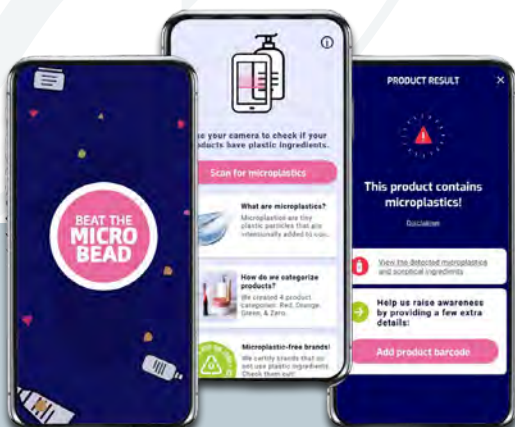 BEAT THE
MICRO
BEAD
your camera to check if your
products have plastic ingredients.
Scan for microplastics
What are microplastics?
Microplastics are tiny
plastic particles that are
intentionally added to
How do we categorize
products?
We created 4 product
categories: Red, Orange,
Green, & Zero.
Microplastic-free brands!
We certify brands that do
not use plastic ingredients.
Check them out!
PRODUCT RESULT
This product contains
microplastics!
Disclaimer
View the detected microplastics
and sceptical ingredients
Help us raise awareness
by providing a few extra
details:
Add product barcode